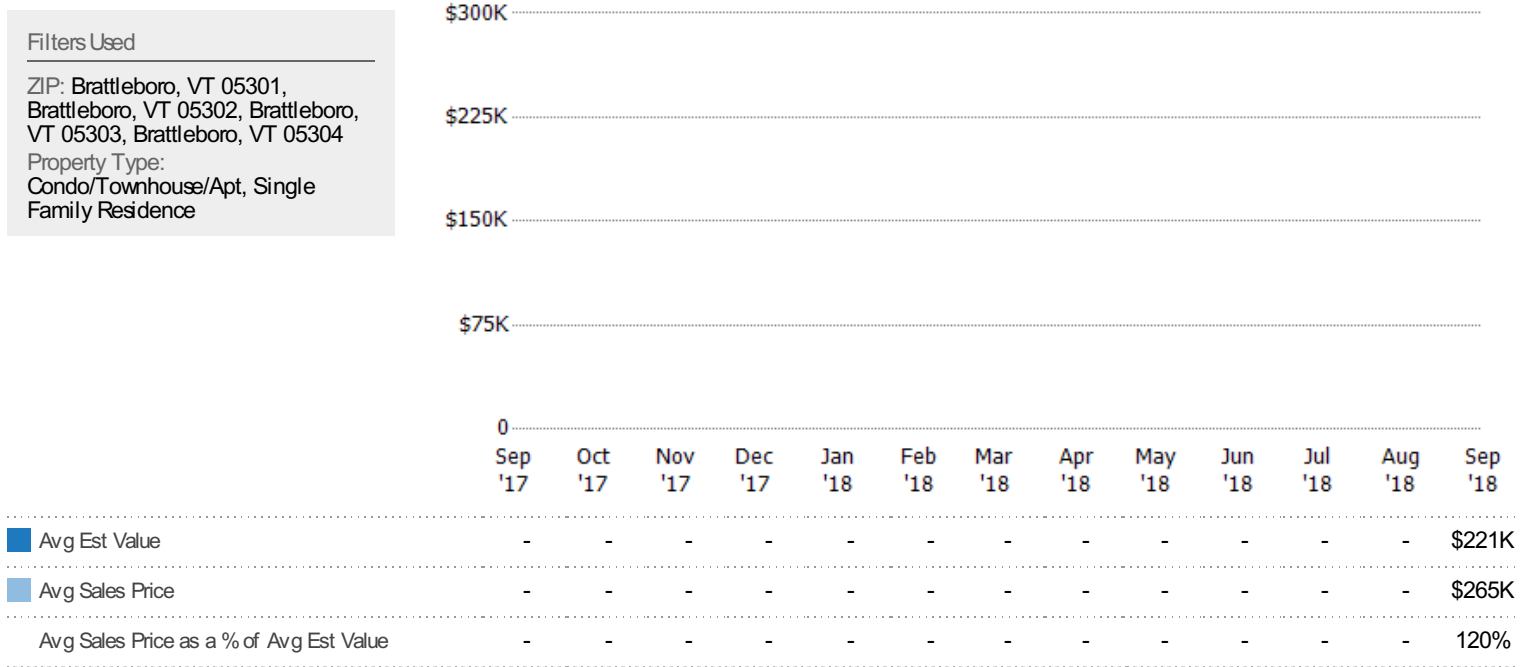 Filters Used
ZIP: Brattleboro, VT 05301,
Brattleboro, VT 05302, Brattleboro,
VT 05303, Brattleboro, VT 05304
Property Type:
Condo/Townhouse/Apt, Single
Family Residence
$300K
$225K
$150K
$75K
0
Sep Oct Nov Dec Jan Feb Mar Apr May Jun Jul Aug Sep
'17 '17 '17 '17 '18 '18 '18 '18 '18 '18 '18 '18 '18
Avg Est Value - - - - - - - - - - - - $221K
Avg Sales Price - - - - - - - - - - - - $265K
Avg Sales Price as a % of Avg Est Value - - - - - - - - - - - - 120%